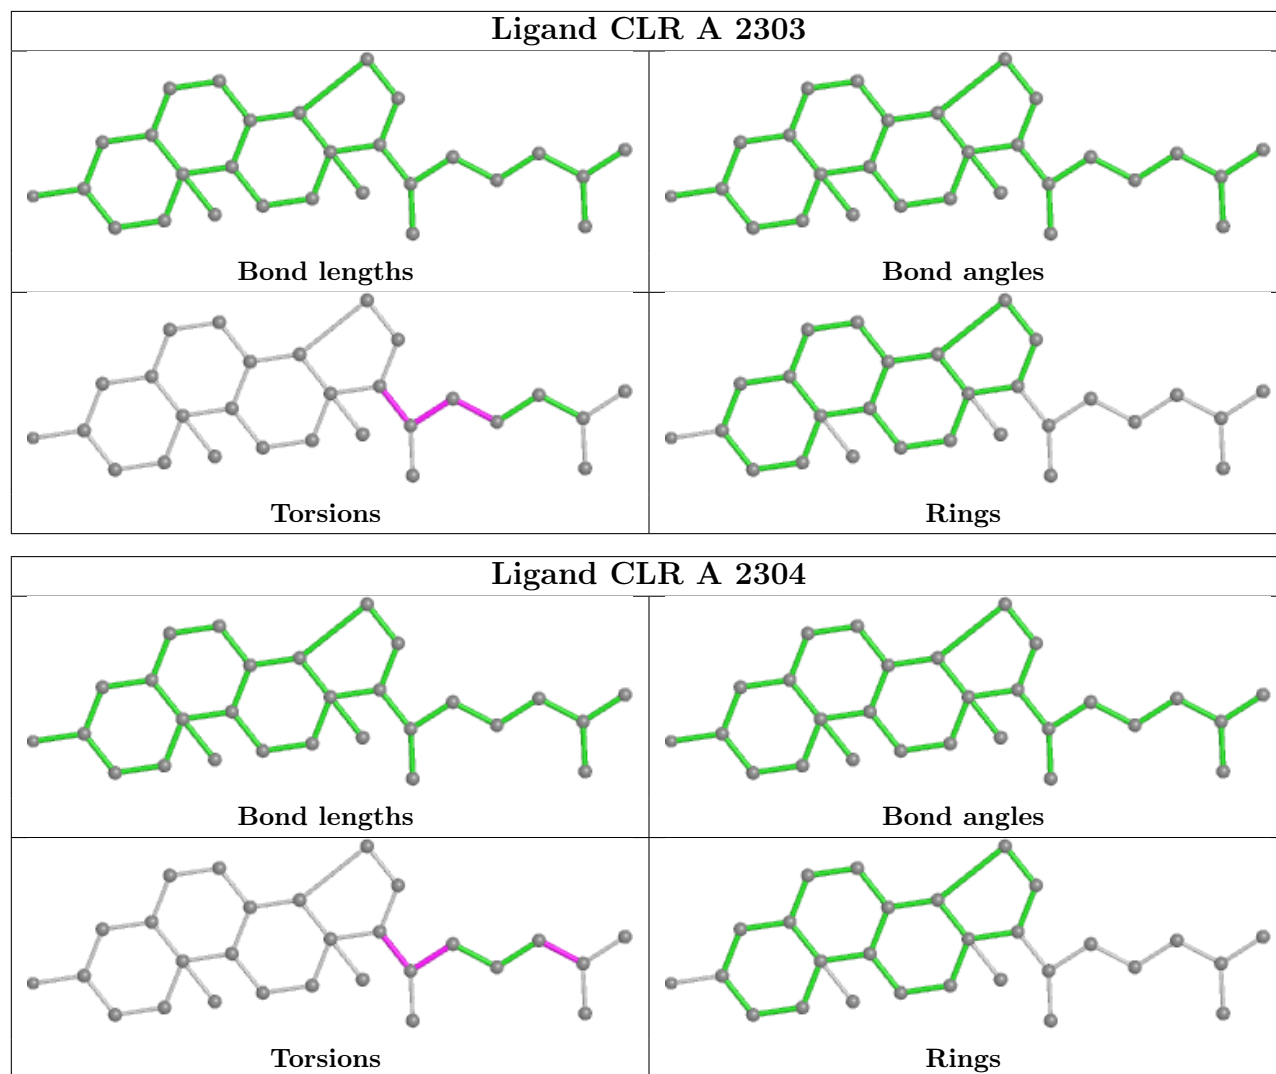 Ligand CLR A 2303
Bond lengths
Bond angles
Torsions
Rings
Ligand CLR A 2304
Bond lengths
Bond angles
Torsions
Rings